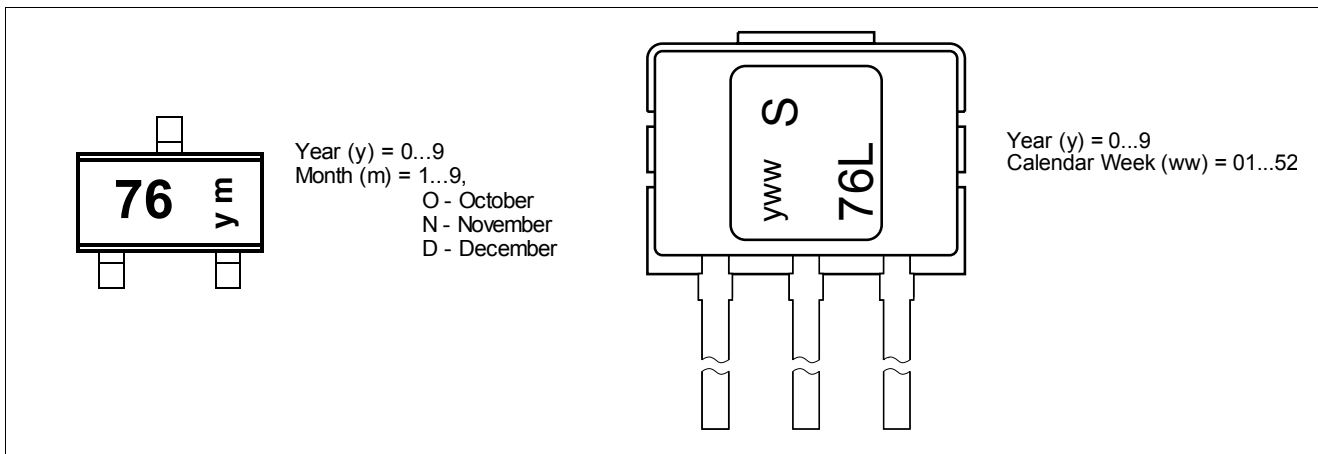 76
y m
Year (y) = 0...9
Month (m) = 1...9,
O - October
N - November
D - December
yww S
76L
Year (y) = 0...9
Calendar Week (ww) = 01...52